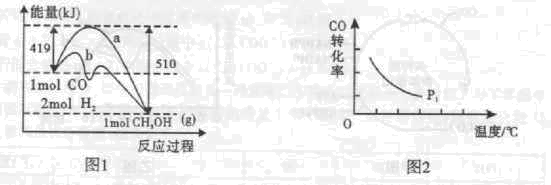 能量(kJ)
419
a
b
510
1mol CO
2mol H₂
1mol CH₃OH (g)
反应过程
图1
CO
转
化
率
P₁
O
温度/℃
图2